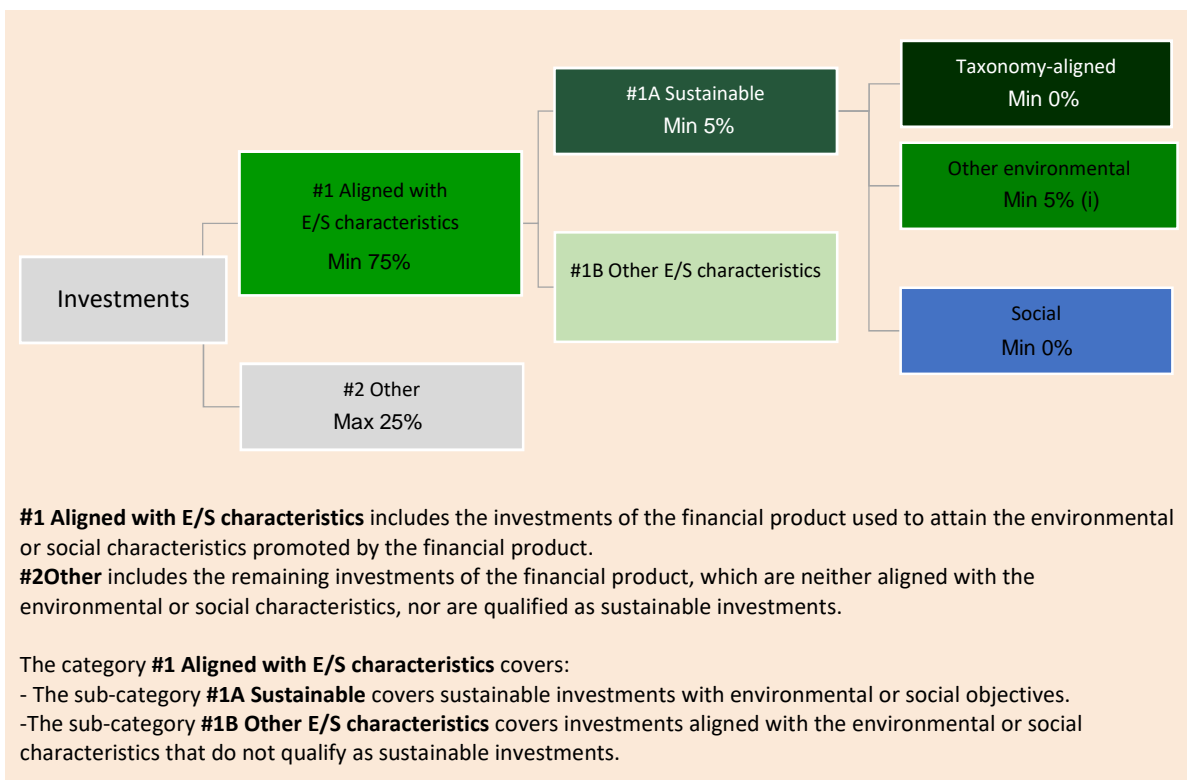 Taxonomy-aligned
Min 0%
#1A Sustainable
Min 5%
Other environmental
Min 5% (i)
#1 Aligned with
E/S characteristics
Min 75%
#1B Other E/S characteristics
Investments
Social
Min 0%
#2 Other
Max 25%
#1 Aligned with E/S characteristics includes the investments of the financial product used to attain the environmental
or social characteristics promoted by the financial product.
#2Other includes the remaining investments of the financial product, which are neither aligned with the
environmental or social characteristics, nor are qualified as sustainable investments.
The category #1 Aligned with E/S characteristics covers:
- The sub-category #1A Sustainable covers sustainable investments with environmental or social objectives.
-The sub-category #1B Other E/S characteristics covers investments aligned with the environmental or social
characteristics that do not qualify as sustainable investments.